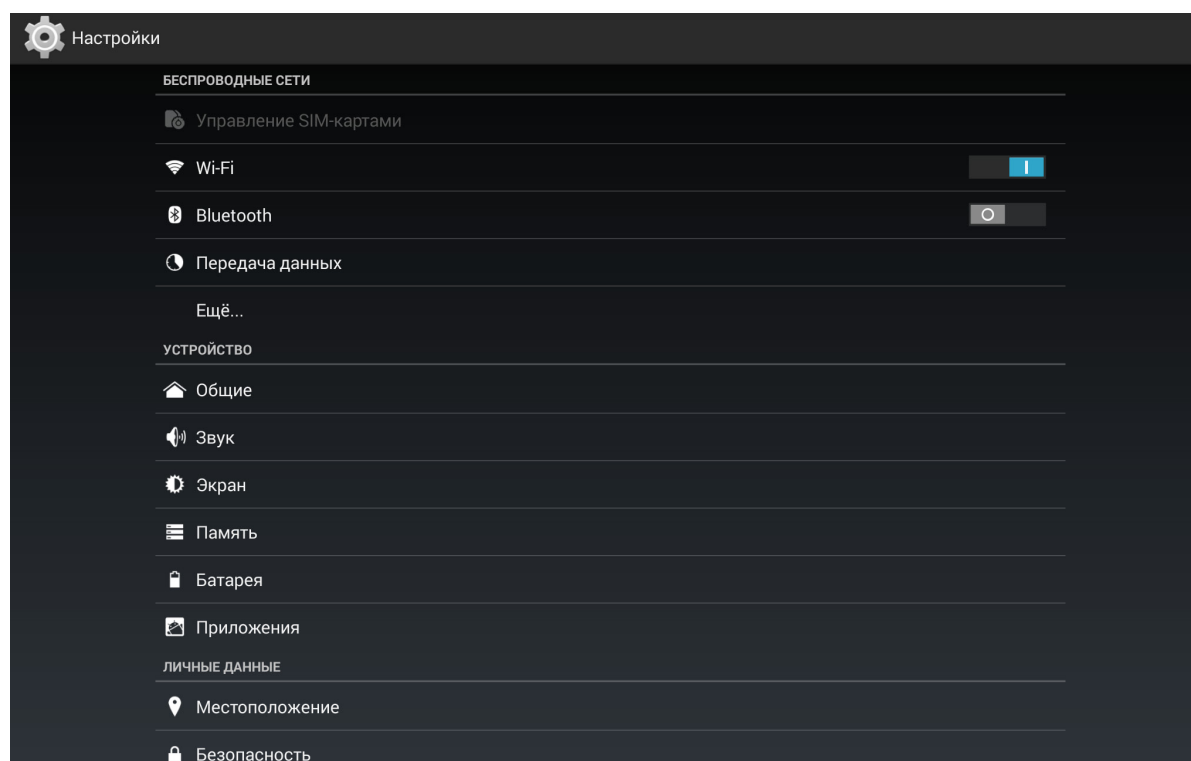 Настройки
БЕСПРОВОДНЫЕ СЕТИ
Управление SIM-картами
Wi-Fi
Bluetooth
Передача данных
Ещё...
УСТРОЙСТВО
Общие
Звук
Экран
Память
Батарея
Приложения
ЛИЧНЫЕ ДАННЫЕ
Местоположение
Безопасность